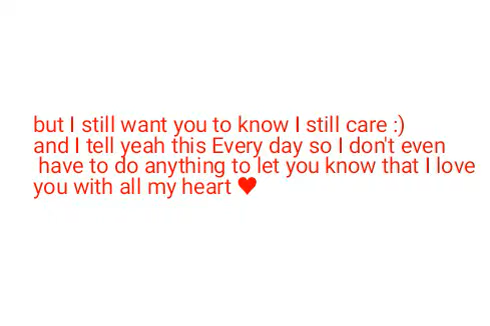 but I still want you to know I still care :)
and I tell yeah this Every day so I don't even
have to do anything to let you know that I love
you with all my heart ♥